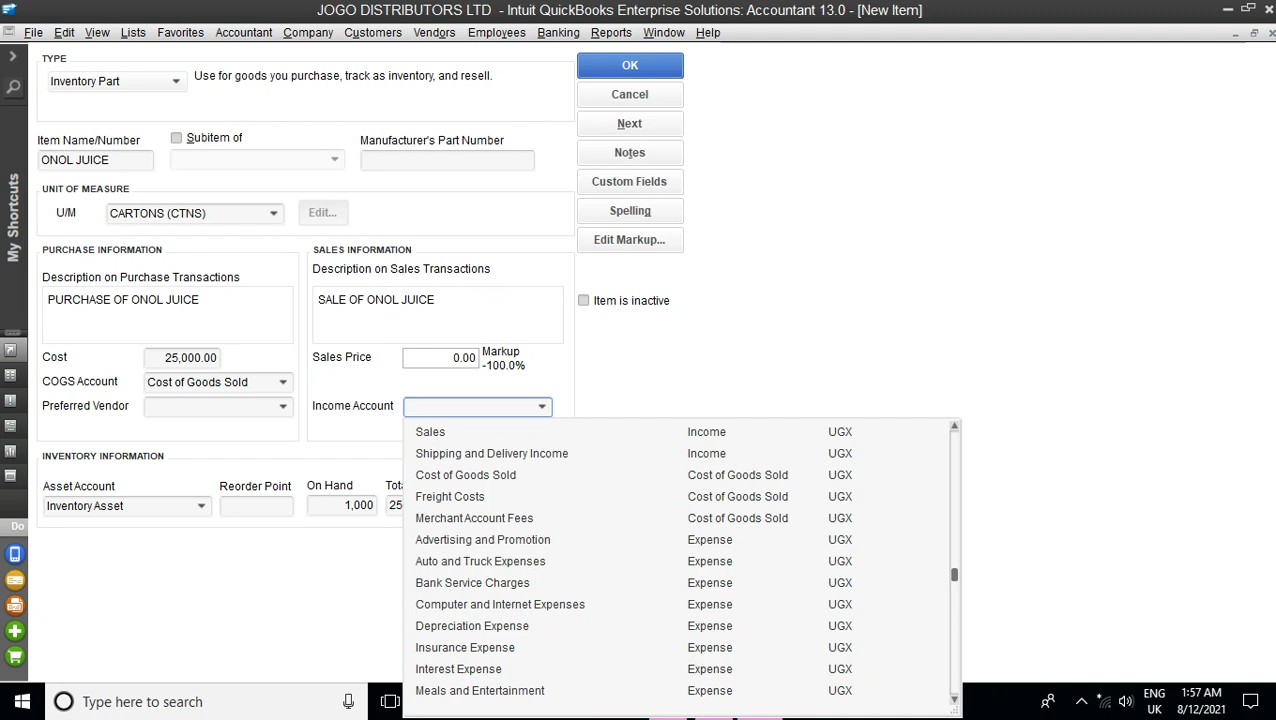 JOGO DISTRIBUTORS LTD - Intuit QuickBooks Enterprise Solutions: Accountant 13.0 - [New Item]
File Edit View Lists Favorites Accountant Company Customers Vendors Employees Banking Reports Window Help
My Shortcuts
Do
TYPE
Inventory Part
Use for goods you purchase, track as inventory, and resell.
OK
Cancel
Next
Notes
Custom Fields
Spelling
Edit Markup...
Item is inactive
Item Name/Number
Subitem of
Manufacturer's Part Number
ONOL JUICE
UNIT OF MEASURE
U/M
CARTONS (CTNS)
Edit...
PURCHASE INFORMATION
Description on Purchase Transactions
PURCHASE OF ONOL JUICE
Cost
25,000.00
COGS Account
Cost of Goods Sold
Preferred Vendor
SALES INFORMATION
Description on Sales Transactions
SALE OF ONOL JUICE
Sales Price
0.00
Markup
-100.0%
Income Account
INVENTORY INFORMATION
Asset Account
Reorder Point
On Hand
Inventory Asset
1,000
25
Sales Income UGX
Shipping and Delivery Income Income UGX
Cost of Goods Sold Cost of Goods Sold UGX
Freight Costs Cost of Goods Sold UGX
Merchant Account Fees Cost of Goods Sold UGX
Advertising and Promotion Expense UGX
Auto and Truck Expenses Expense UGX
Bank Service Charges Expense UGX
Computer and Internet Expenses Expense UGX
Depreciation Expense Expense UGX
Insurance Expense Expense UGX
Interest Expense Expense UGX
Meals and Entertainment Expense UGX
Type here to search
ENG
UK
1:57 AM
8/12/2021